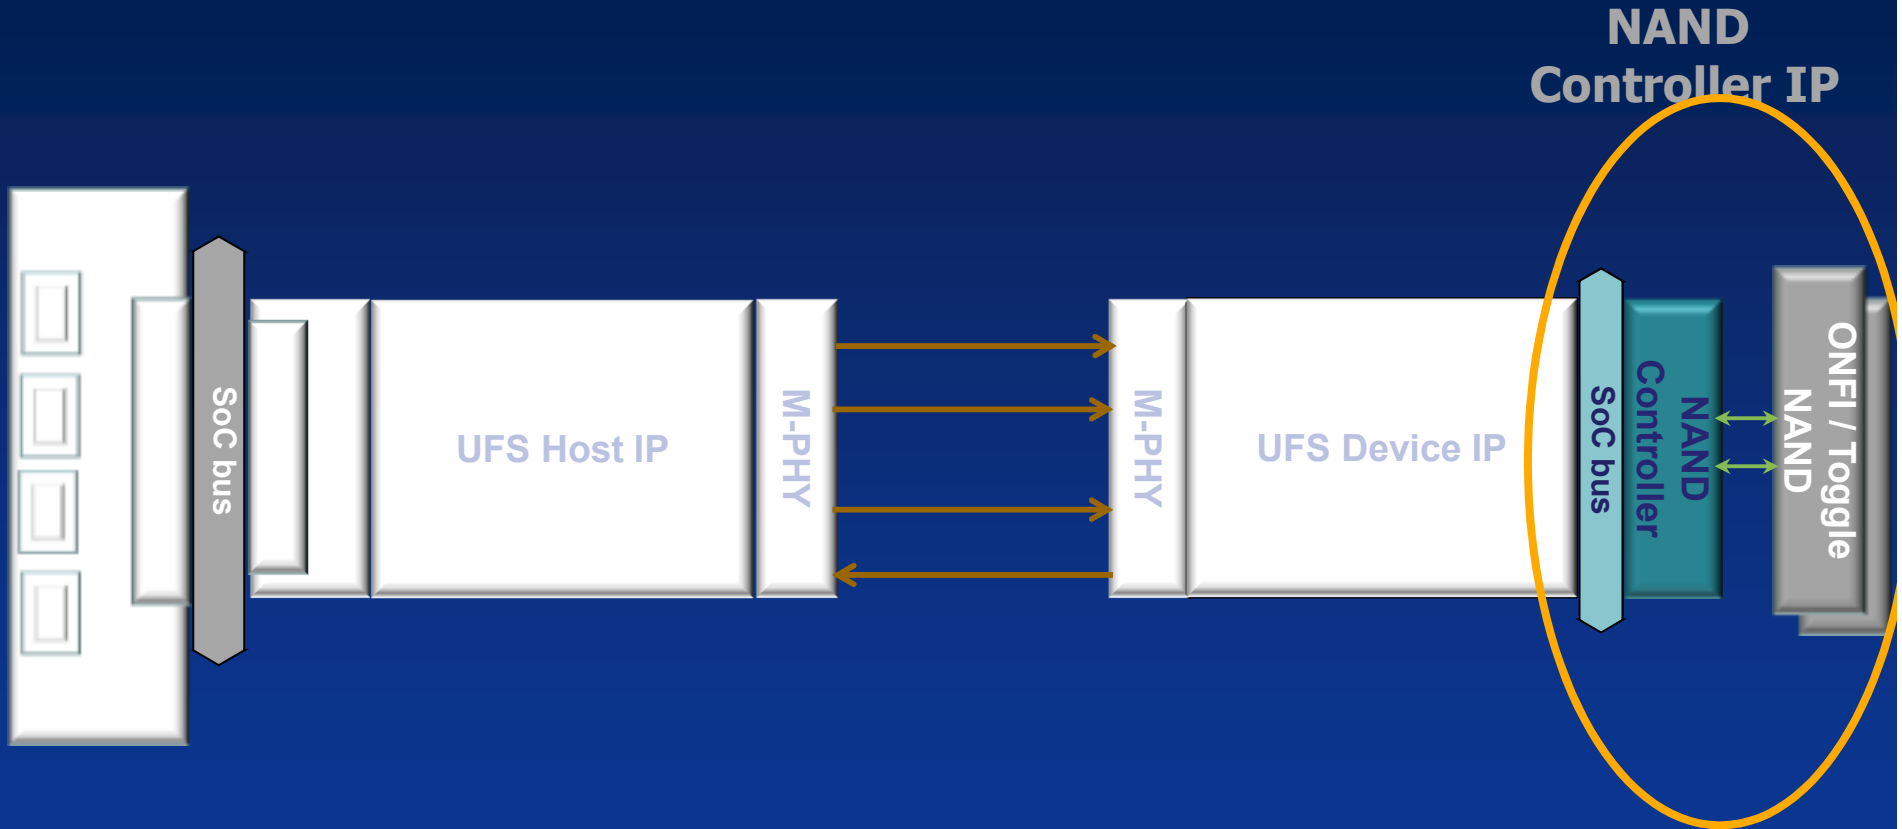 NAND
Controller IP
SoC bus
UFS Host IP
M-PHY
M-PHY
UFS Device IP
SoC bus
NAND
Controller
ONFI / Toggle
NAND